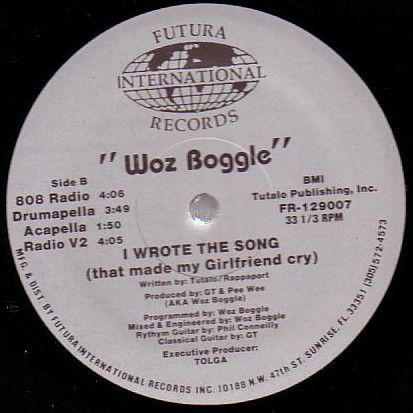 FUTURA
INTERNATIONAL
RECORDS
"Woz Boggle"
Side B
808 Radio 4:06
Drumapella 3:49
Acapella 1:50
Radio V2 4:05
BMI
Tutalo Publishing, Inc.
FR-129007
33 1/3 RPM
I WROTE THE SONG
(that made my Girlfriend cry)
Written by: Tutalo/Rappaport
Produced by: GT & Pee Wee
(AKA Woz Boggle)
Programmed by: Woz Boggle
Mixed & Engineered by: Woz Boggle
Rythym Guitar by: Phil Conneilly
Classical Guitar by: GT
Executive Producer:
TOLGA
MFG. & DIST. BY FUTURA INTERNATIONAL RECORDS INC. 10188 N.W. 47th ST. SUNRISE, FL. 33351 (305) 572-4573